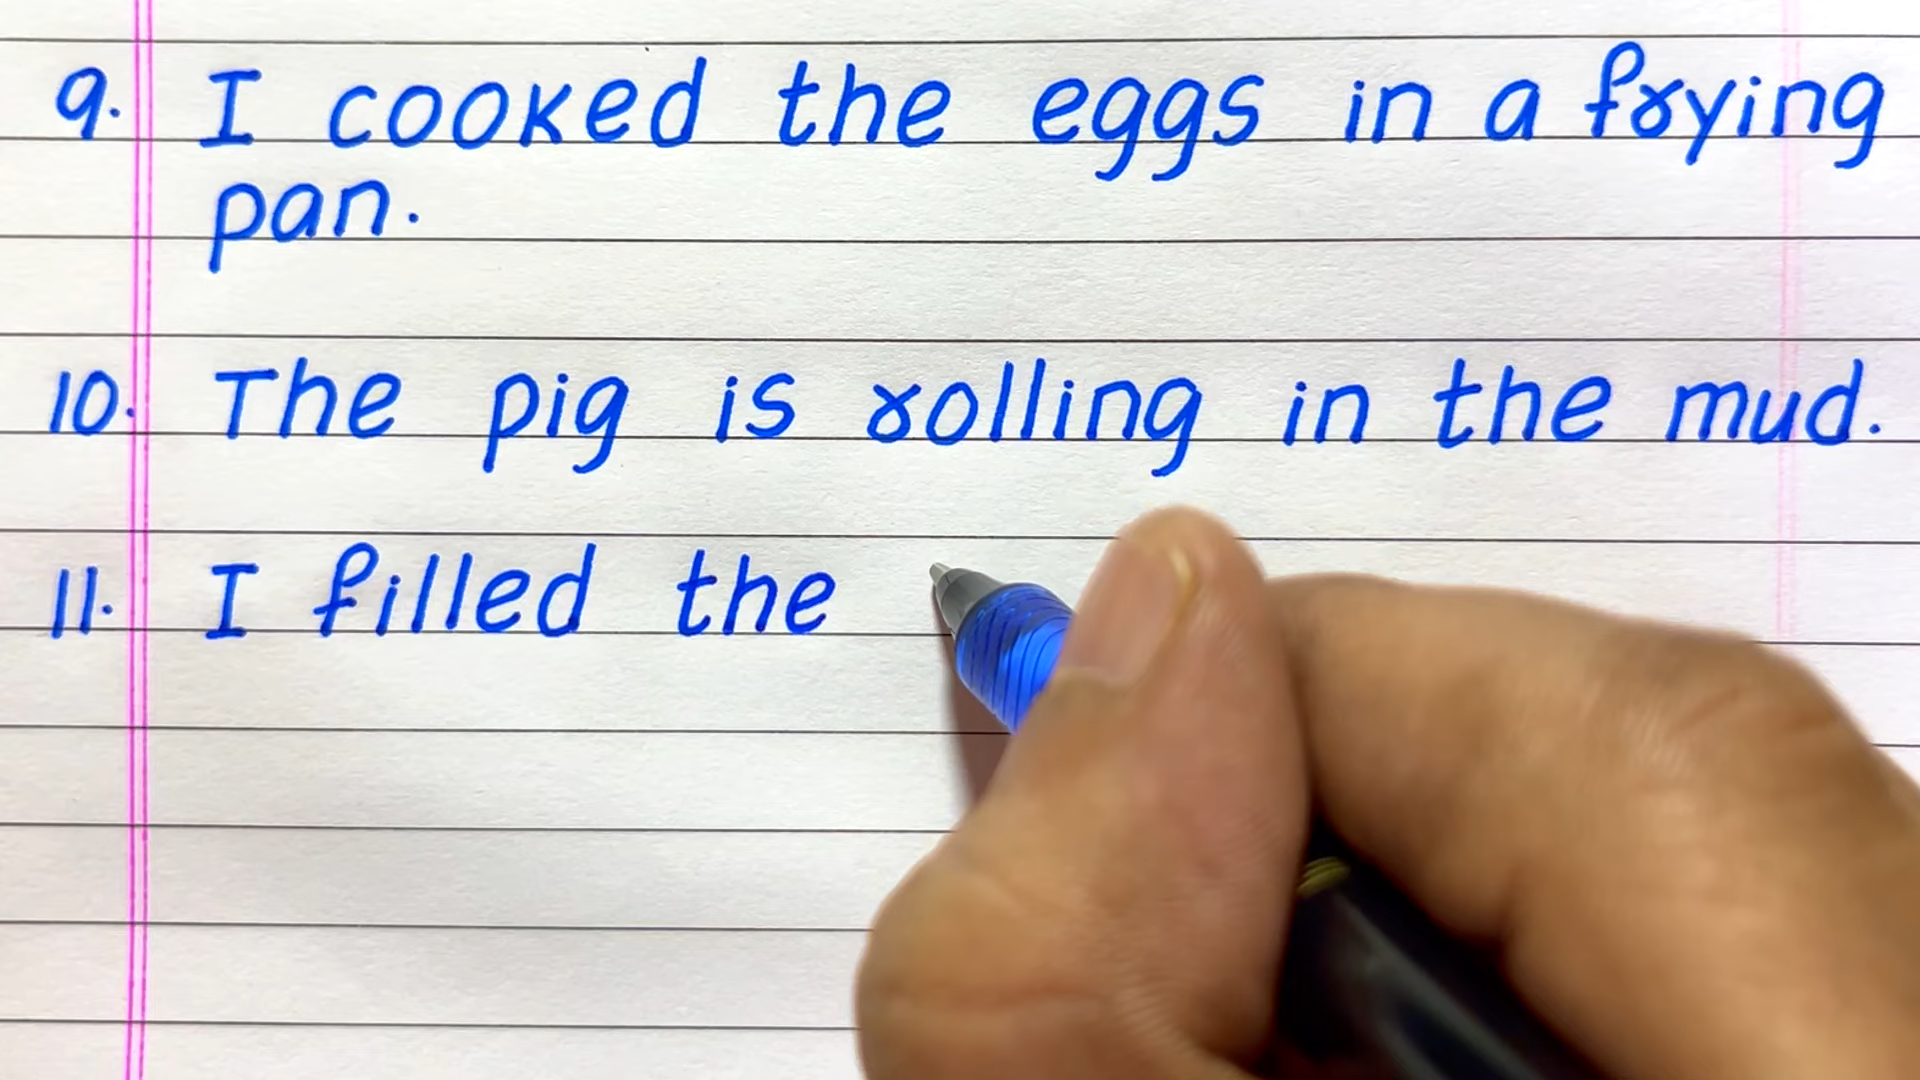 9. I cooked the eggs in a frying
pan.
10. The pig is rolling in the mud.
11. I filled the